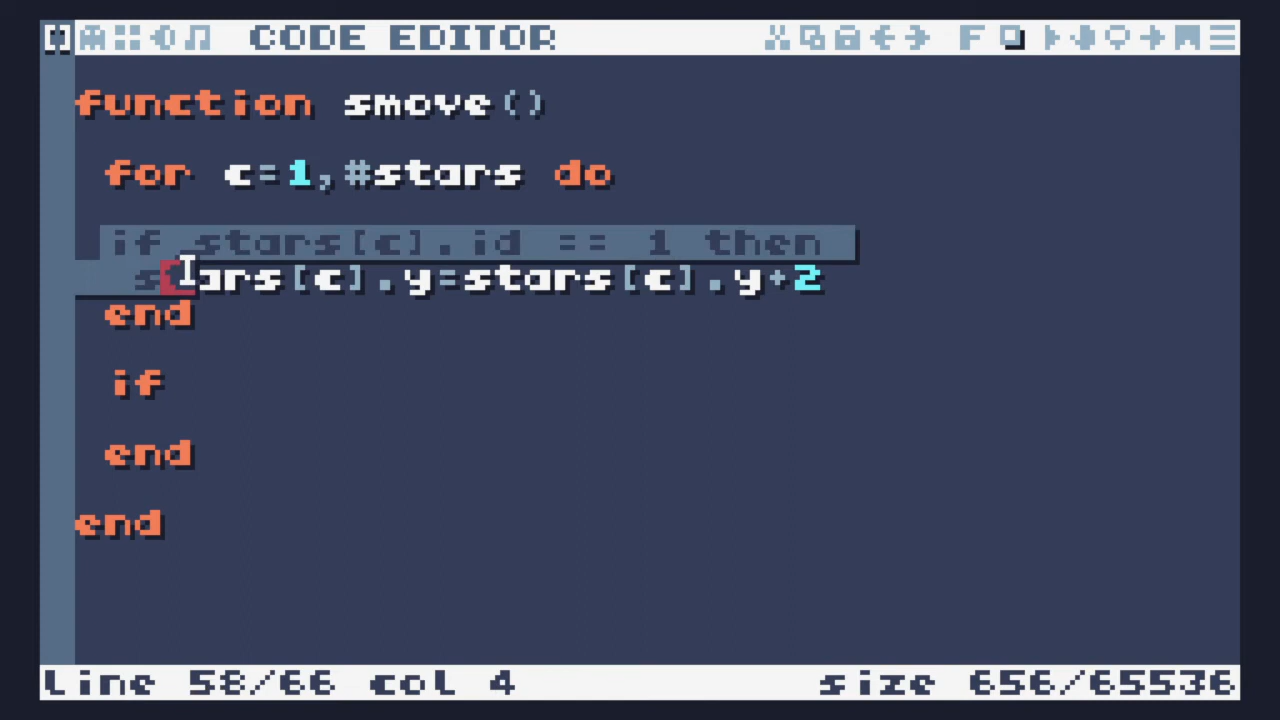 CODE EDITOR F
function smove()
for c=1,#stars do
if stars[c].id == 1 then
stars[c].y=stars[c].y+2
end
if
end
end
line 58/66 col 4 size 656/65536